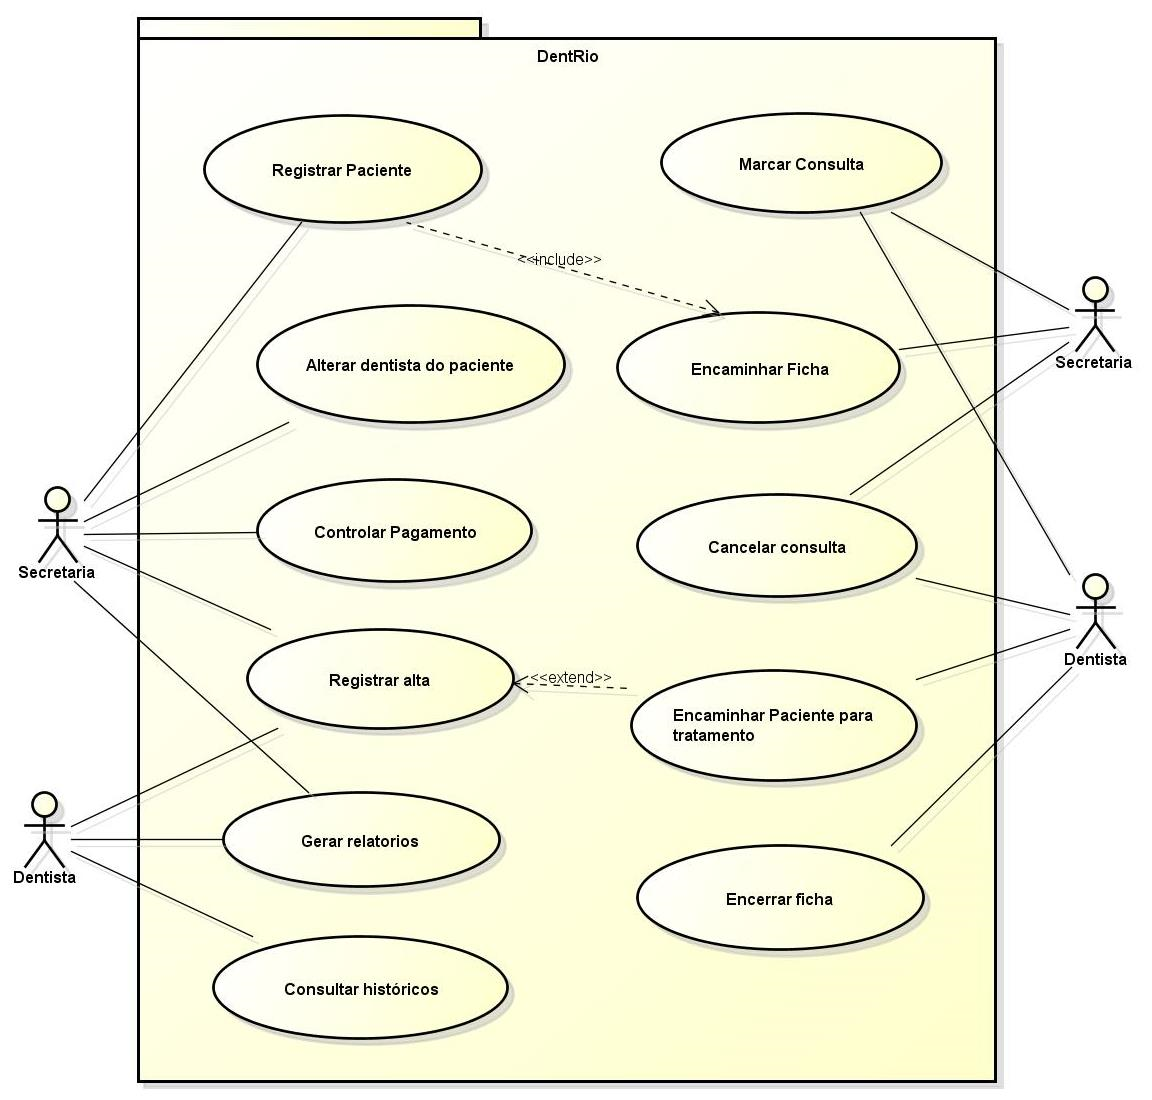 DentRio
Registrar Paciente
Marcar Consulta
<<include>>
Secretaria
Alterar dentista do paciente
Encaminhar Ficha
Controlar Pagamento
Cancelar consulta
Secretaria
Dentista
Registrar alta
<<extend>>
Encaminhar Paciente para
tratamento
Gerar relatorios
Dentista
Encerrar ficha
Consultar históricos